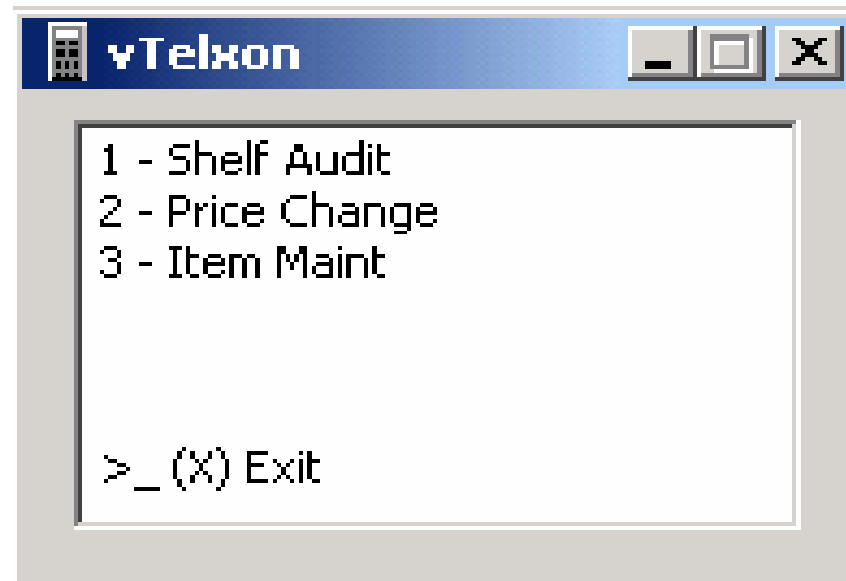 vTelxon
1 - Shelf Audit
2 - Price Change
3 - Item Maint
>_ (X) Exit